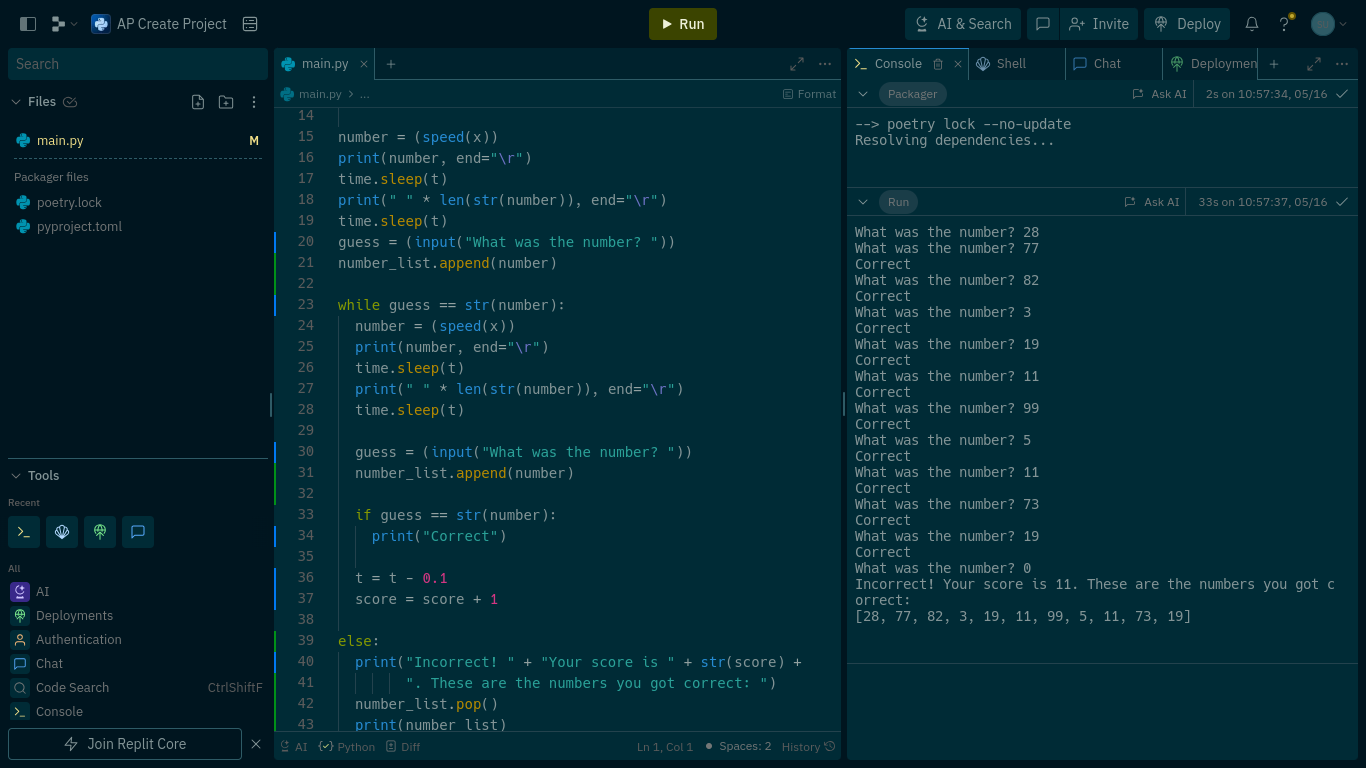 AP Create Project
Run
AI & Search
Invite
Deploy
Search
Files
main.py
M
Packager files
poetry.lock
pyproject.toml
Tools
Recent
All
AI
Deployments
Authentication
Chat
Code Search CtrlShiftF
Console
Join Replit Core
main.py
main.py > ...
Format
14
15 number = (speed(x))
16 print(number, end="\r")
17 time.sleep(t)
18 print(" " * len(str(number)), end="\r")
19 time.sleep(t)
20 guess = (input("What was the number? "))
21 number_list.append(number)
22
23 while guess == str(number):
24 number = (speed(x))
25 print(number, end="\r")
26 time.sleep(t)
27 print(" " * len(str(number)), end="\r")
28 time.sleep(t)
29
30 guess = (input("What was the number? "))
31 number_list.append(number)
32
33 if guess == str(number):
34 print("Correct")
35
36 t = t - 0.1
37 score = score + 1
38
39 else:
40 print("Incorrect! " + "Your score is " + str(score) +
41 ". These are the numbers you got correct: ")
42 number_list.pop()
43 print(number_list)
AI
Python
Diff
Ln 1, Col 1
Spaces: 2
History
Console
Shell
Chat
Deploymen
Packager
Ask AI
2s on 10:57:34, 05/16
--> poetry lock --no-update
Resolving dependencies...
Run
Ask AI
33s on 10:57:37, 05/16
What was the number? 28
What was the number? 77
Correct
What was the number? 82
Correct
What was the number? 3
Correct
What was the number? 19
Correct
What was the number? 11
Correct
What was the number? 99
Correct
What was the number? 5
Correct
What was the number? 11
Correct
What was the number? 73
Correct
What was the number? 19
Correct
What was the number? 0
Incorrect! Your score is 11. These are the numbers you got c
orrect:
[28, 77, 82, 3, 19, 11, 99, 5, 11, 73, 19]